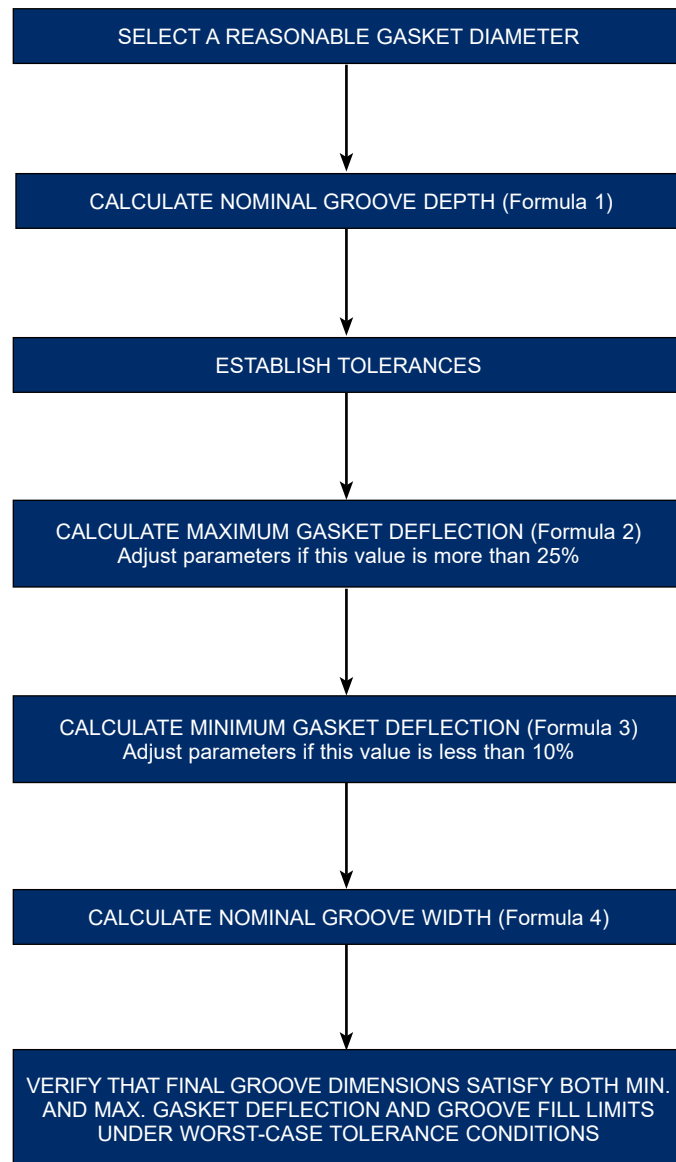 SELECT A REASONABLE GASKET DIAMETER
CALCULATE NOMINAL GROOVE DEPTH (Formula 1)
ESTABLISH TOLERANCES
CALCULATE MAXIMUM GASKET DEFLECTION (Formula 2)
Adjust parameters if this value is more than 25%
CALCULATE MINIMUM GASKET DEFLECTION (Formula 3)
Adjust parameters if this value is less than 10%
CALCULATE NOMINAL GROOVE WIDTH (Formula 4)
VERIFY THAT FINAL GROOVE DIMENSIONS SATISFY BOTH MIN.
AND MAX. GASKET DEFLECTION AND GROOVE FILL LIMITS
UNDER WORST-CASE TOLERANCE CONDITIONS